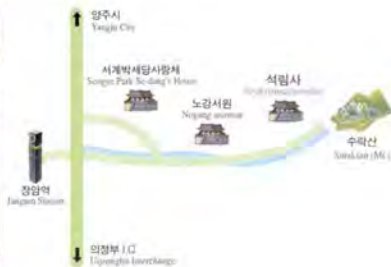 양주시
Yangju City
서계박세당사랑채
Seogye Park Se-dang's House
노강서원
Nogang seowon
석림사
수락산
장암역
Jangam Station
의정부 I.C
Uijeongbu Interchange